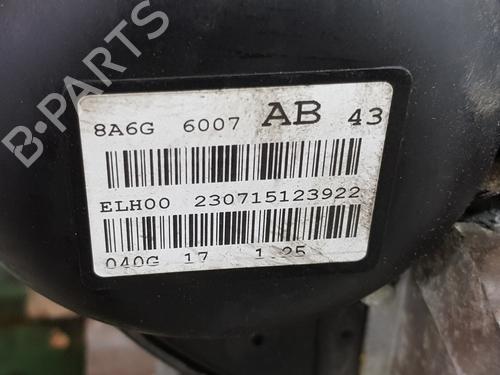 B-PARTS
8A6G 6007 AB 43
ELH00 230715123922
040G 17 1.25